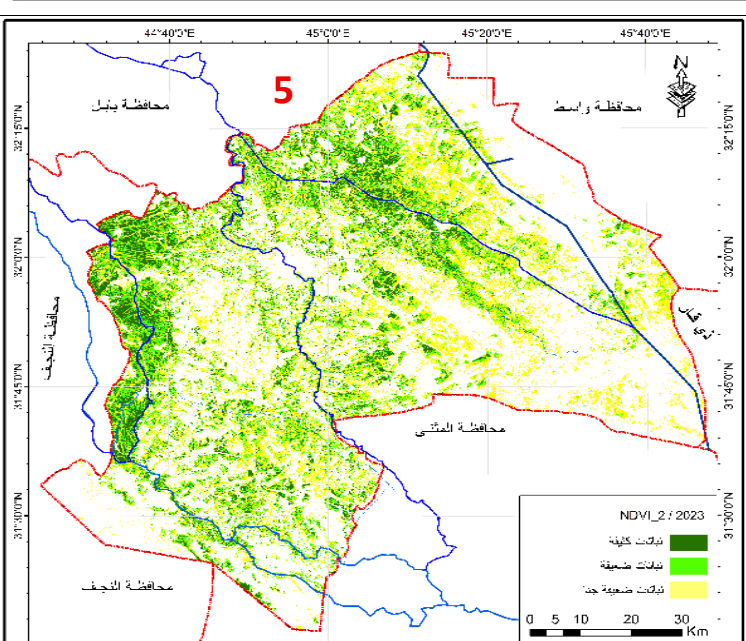 44°40'0"E 45°0'0"E 45°20'0"E 45°40'0"E
5
N
محافظة بابل
محافظة واسط
32°15'0"N 32°15'0"N
32°0'0"N 32°0'0"N
محافظة النجف
ذي قار
31°45'0"N 31°45'0"N
محافظة المثنى
31°30'0"N 31°30'0"N
محافظة النجف
NDVI_2 / 2023
نباتات كثيفة
نباتات ضعيفة
نباتات ضعيفة جدا
0 5 10 20 30
Km